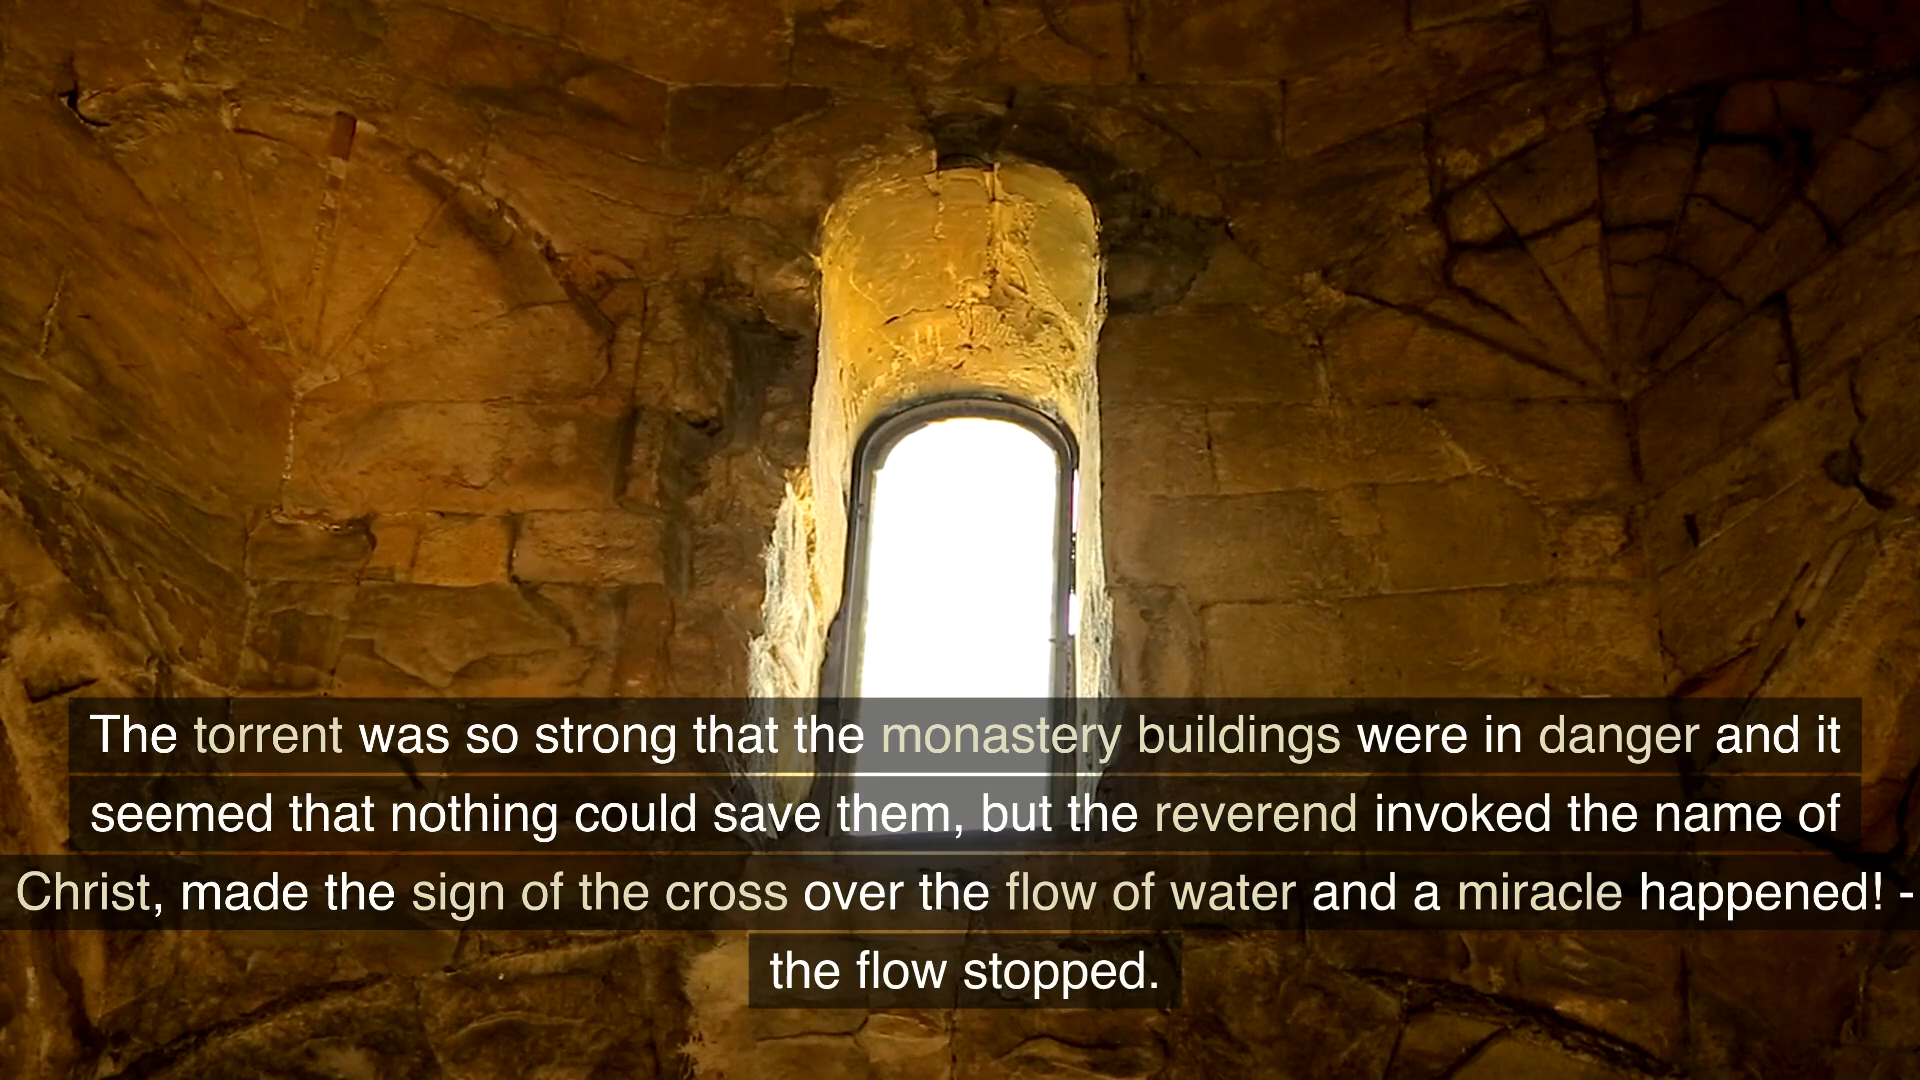 The torrent was so strong that the monastery buildings were in danger and it
seemed that nothing could save them, but the reverend invoked the name of
Christ, made the sign of the cross over the flow of water and a miracle happened! -
the flow stopped.